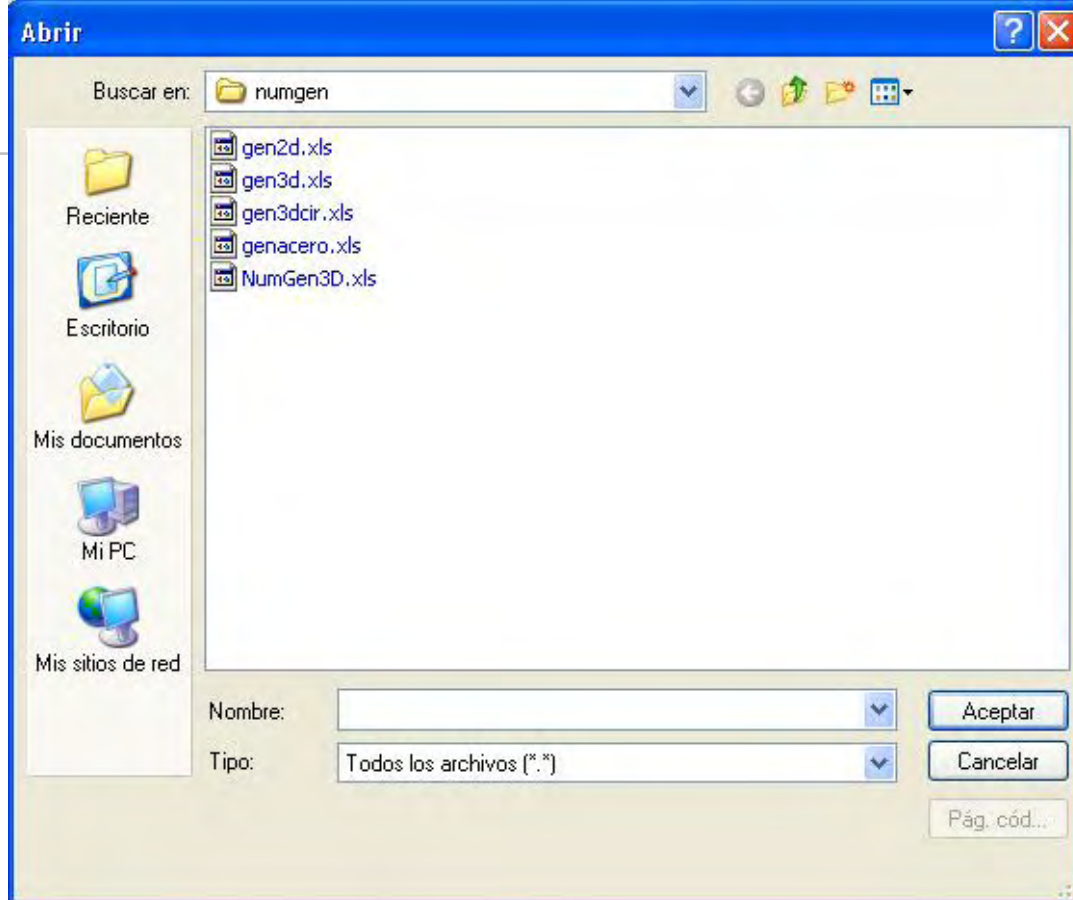 Abrir
Buscar en: numgen
gen2d.xls
gen3d.xls
gen3dcir.xls
genacero.xls
NumGen3D.xls
Reciente
Escritorio
Mis documentos
Mi PC
Mis sitios de red
Nombre:
Aceptar
Tipo: Todos los archivos (*.*)
Cancelar
Pág. cód...